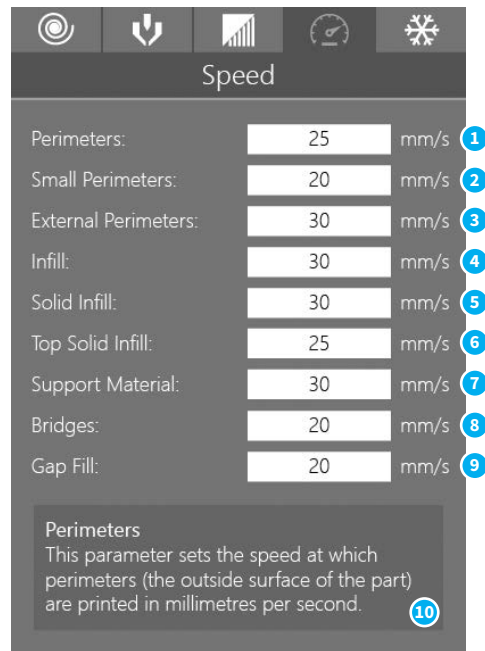 Speed
Perimeters: 25 mm/s 1
Small Perimeters: 20 mm/s 2
External Perimeters: 30 mm/s 3
Infill: 30 mm/s 4
Solid Infill: 30 mm/s 5
Top Solid Infill: 25 mm/s 6
Support Material: 30 mm/s 7
Bridges: 20 mm/s 8
Gap Fill: 20 mm/s 9
Perimeters
This parameter sets the speed at which
perimeters (the outside surface of the part)
are printed in millimetres per second. 10